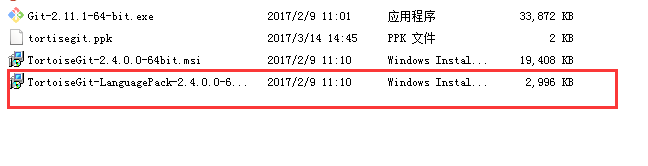 Git-2.11.1-64-bit.exe 2017/2/9 11:01 应用程序 33,872 KB
tortisegit.ppk 2017/3/14 14:45 PPK 文件 2 KB
TortoiseGit-2.4.0.0-64bit.msi 2017/2/9 11:10 Windows Instal... 19,408 KB
TortoiseGit-LanguagePack-2.4.0.0-6... 2017/2/9 11:10 Windows Instal... 2,996 KB